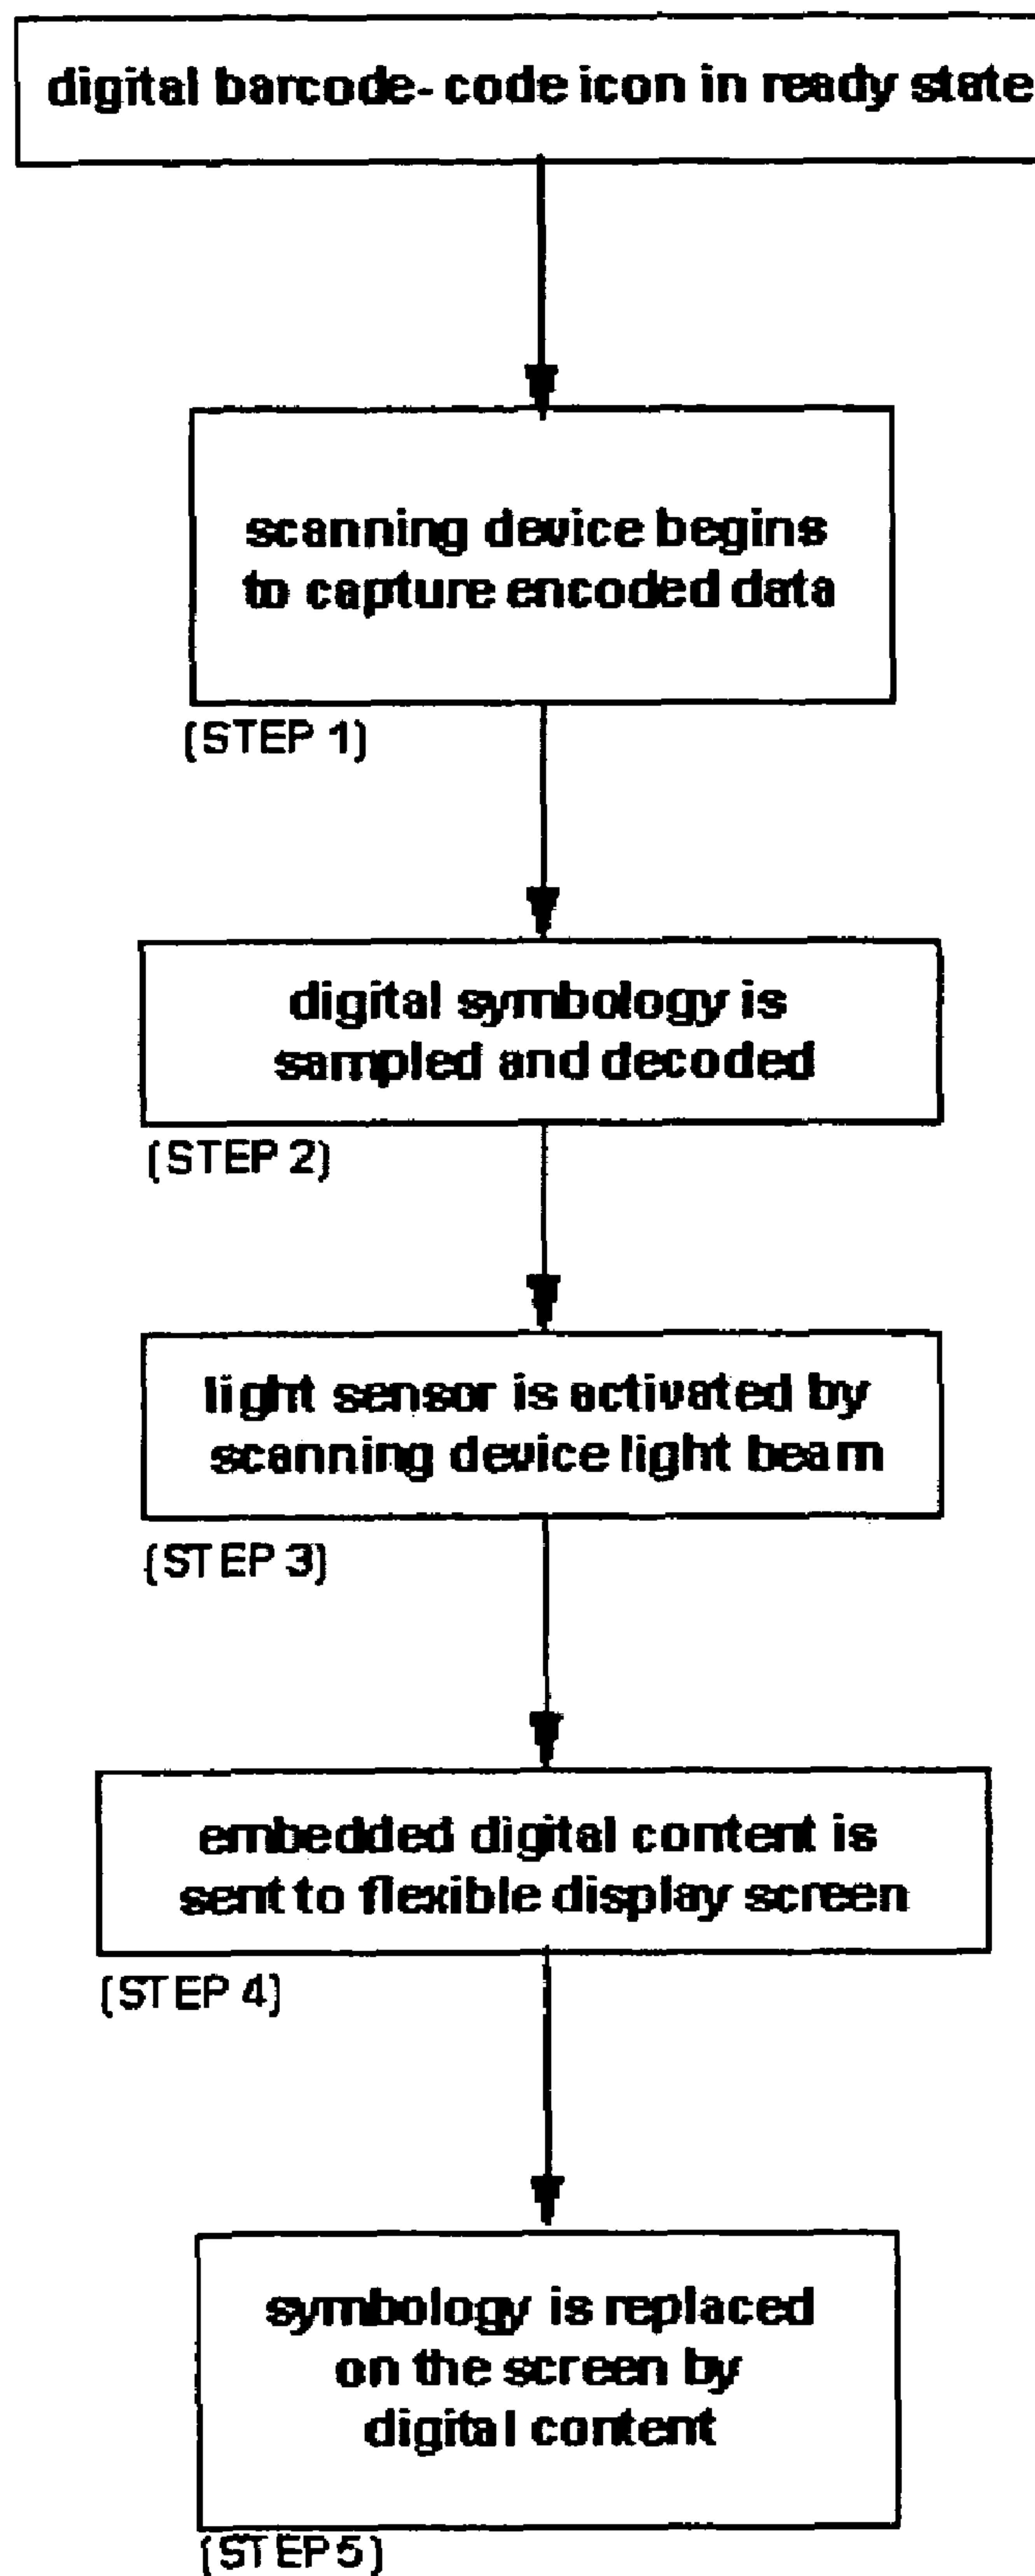 digital barcode-code icon in ready state
scanning device begins
to capture encoded data
(STEP 1)
digital symbology is
sampled and decoded
(STEP 2)
light sensor is activated by
scanning device light beam
(STEP 3)
embedded digital content is
sent to flexible display screen
(STEP 4)
symbology is replaced
on the screen by
digital content
(STEP 5)